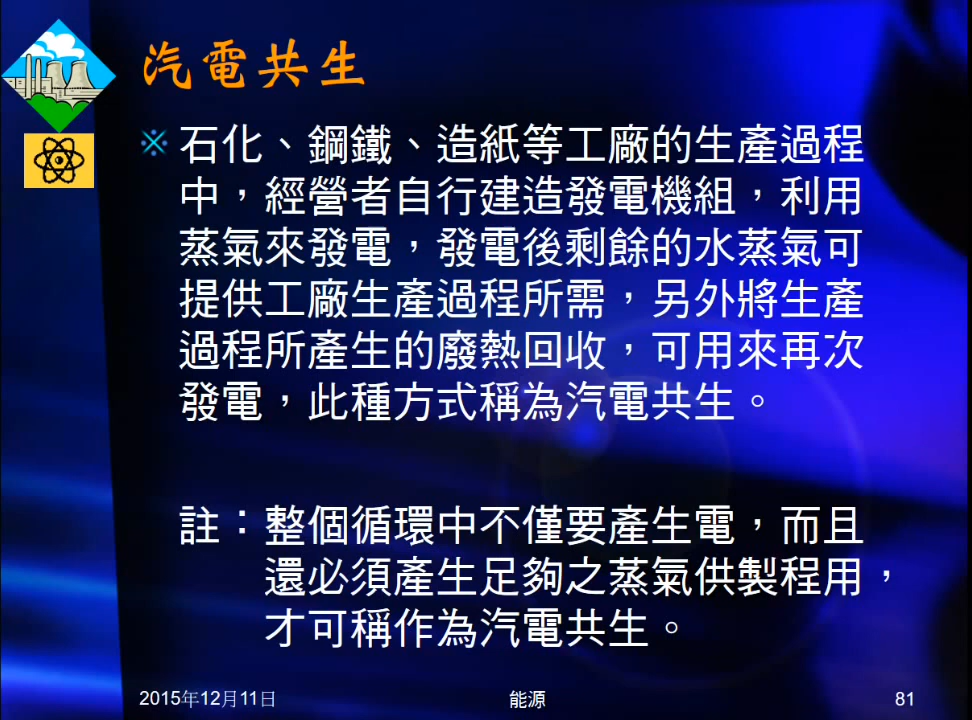 汽電共生
※石化、鋼鐵、造紙等工廠的生產過程
中，經營者自行建造發電機組，利用
蒸氣來發電，發電後剩餘的水蒸氣可
提供工廠生產過程所需，另外將生產
過程所產生的廢熱回收，可用來再次
發電，此種方式稱為汽電共生。
註：整個循環中不僅要產生電，而且
還必須產生足夠之蒸氣供製程用，
才可稱作為汽電共生。
2015年12月11日 能源 81